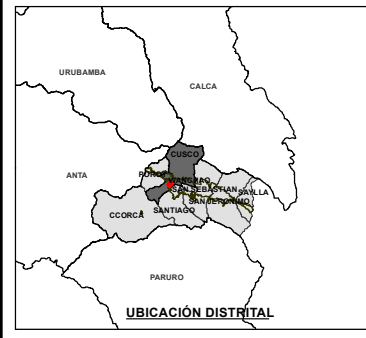 URUBAMBA
CALCA
CUSCO
POROY
WANCHAQ
ANTA
SAN SEBASTIAN
SAYLLA
SAN JERONIMO
CCORCA
SANTIAGO
PARURO
UBICACIÓN DISTRITAL